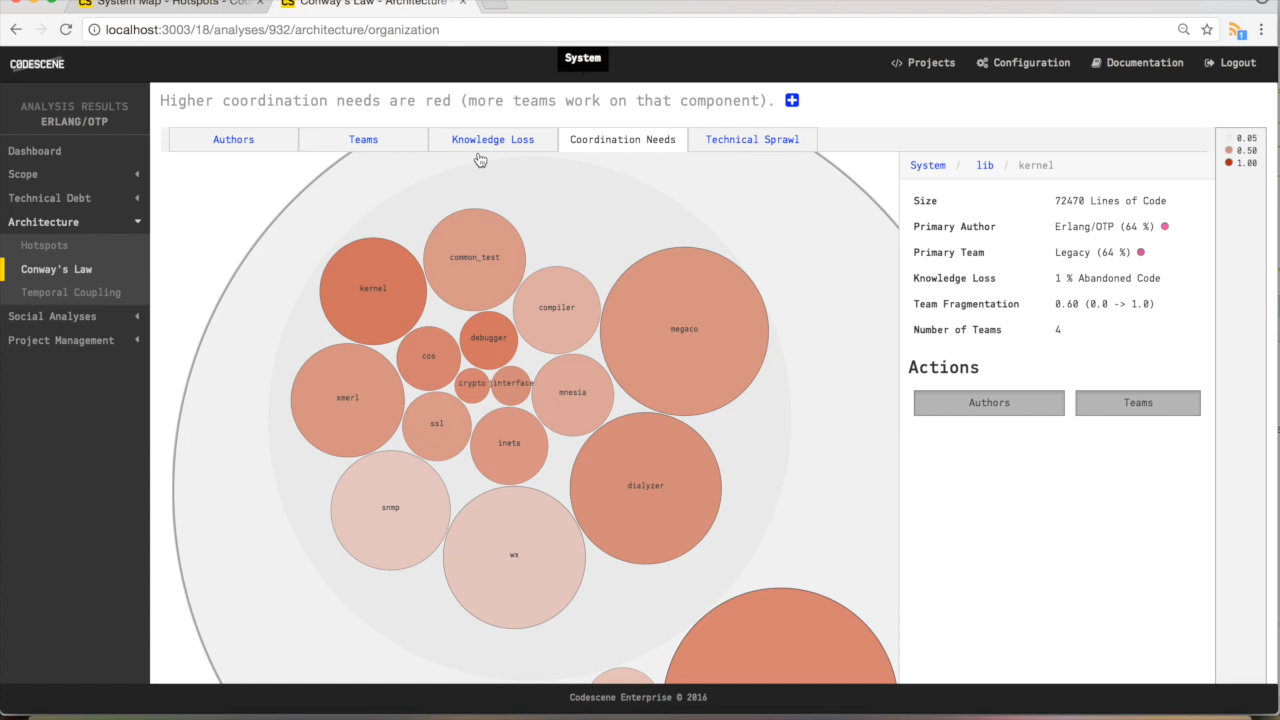 System Map - Hotspots - Cod
Conway's Law - Architecture
localhost:3003/18/analyses/932/architecture/organization
1
C0DESCENE
System
Projects
Configuration
Documentation
Logout
ANALYSIS RESULTS
ERLANG/OTP
Dashboard
Scope
Technical Debt
Architecture
Hotspots
Conway's Law
Temporal Coupling
Social Analyses
Project Management
Higher coordination needs are red (more teams work on that component).
Authors
Teams
Knowledge Loss
Coordination Needs
Technical Sprawl
common_test
kernel
compiler
megaco
debugger
cos
crypto
interface
mnesia
xmerl
ssl
inets
dialyzer
snmp
wx
System / lib / kernel
Size 72470 Lines of Code
Primary Author Erlang/OTP (64 %)
Primary Team Legacy (64 %)
Knowledge Loss 1 % Abandoned Code
Team Fragmentation 0.60 (0.0 -> 1.0)
Number of Teams 4
Actions
Authors
Teams
0.05
0.50
1.00
Codescene Enterprise © 2016